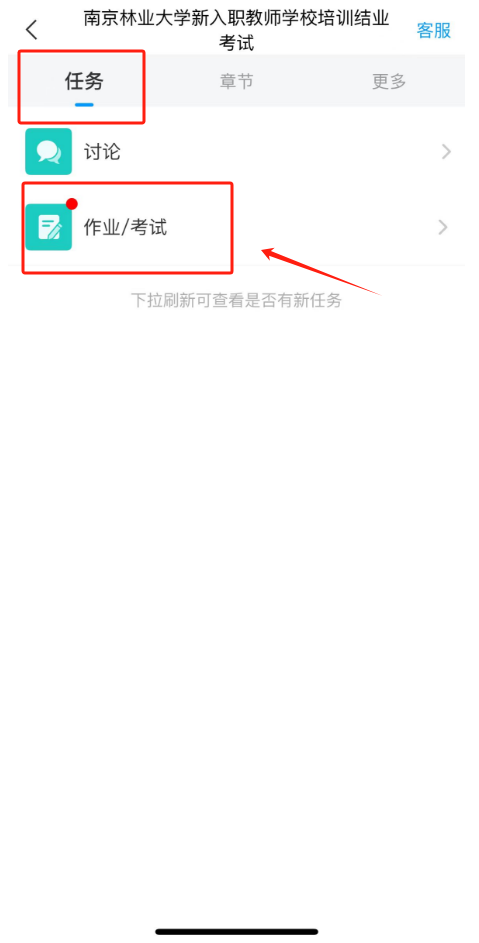 南京林业大学新入职教师学校培训结业
考试
客服
任务
章节
更多
讨论
作业/考试
下拉刷新可查看是否有新任务